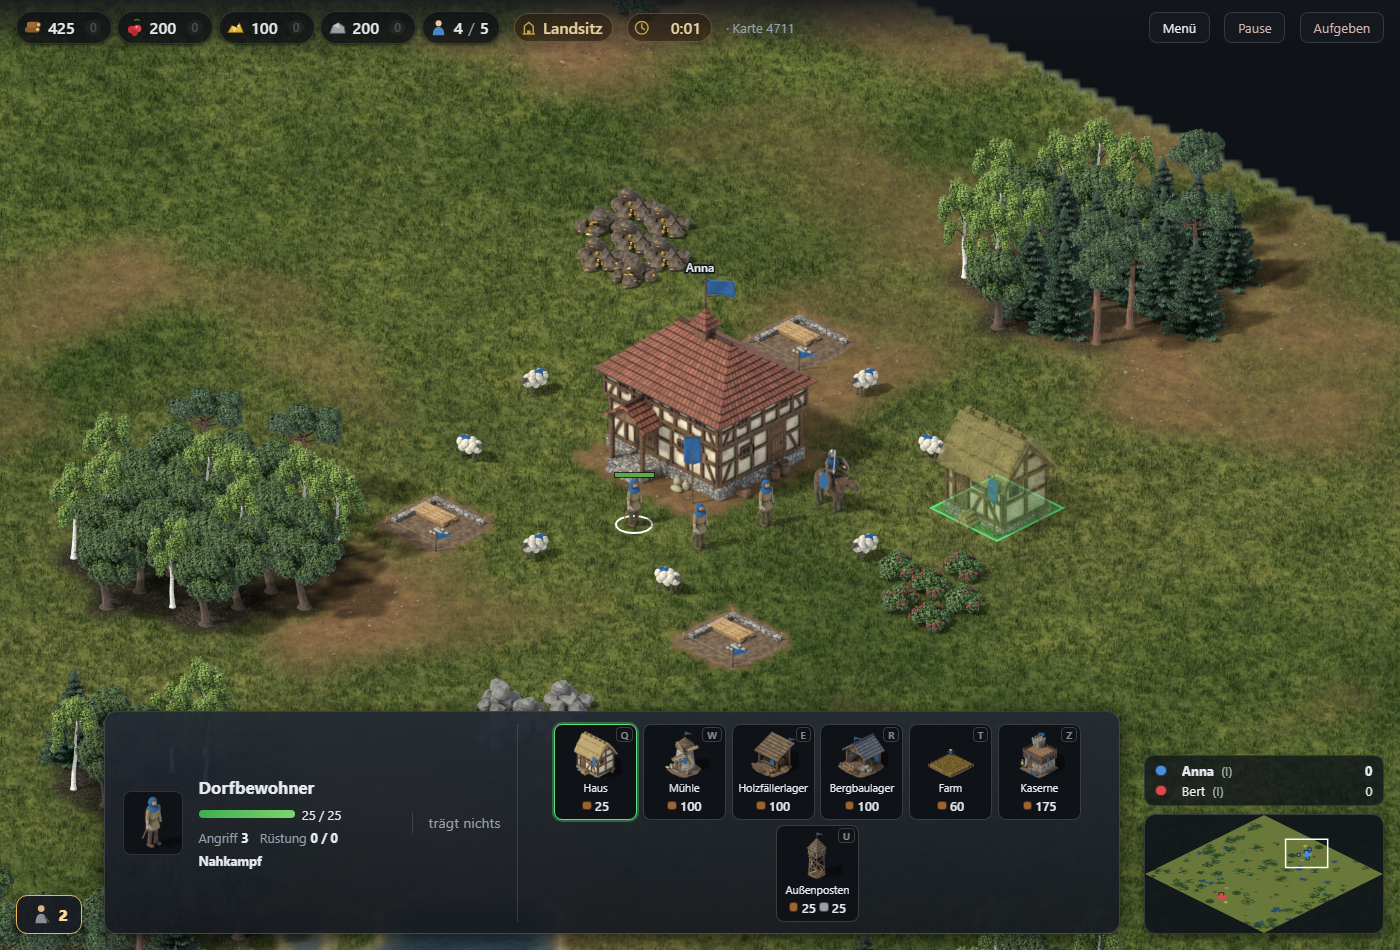 425 0 200 0 100 0 200 0 4 / 5 Landsitz 0:01 · Karte 4711 Menü Pause Aufgeben
Anna
Dorfbewohner
25 / 25
Angriff 3 Rüstung 0 / 0
Nahkampf
trägt nichts
Q
Haus
25
W
Mühle
100
E
Holzfällerlager
100
R
Bergbaulager
100
T
Farm
60
Z
Kaserne
175
U
Außenposten
25 25
Anna (I) 0
Bert (I) 0
2